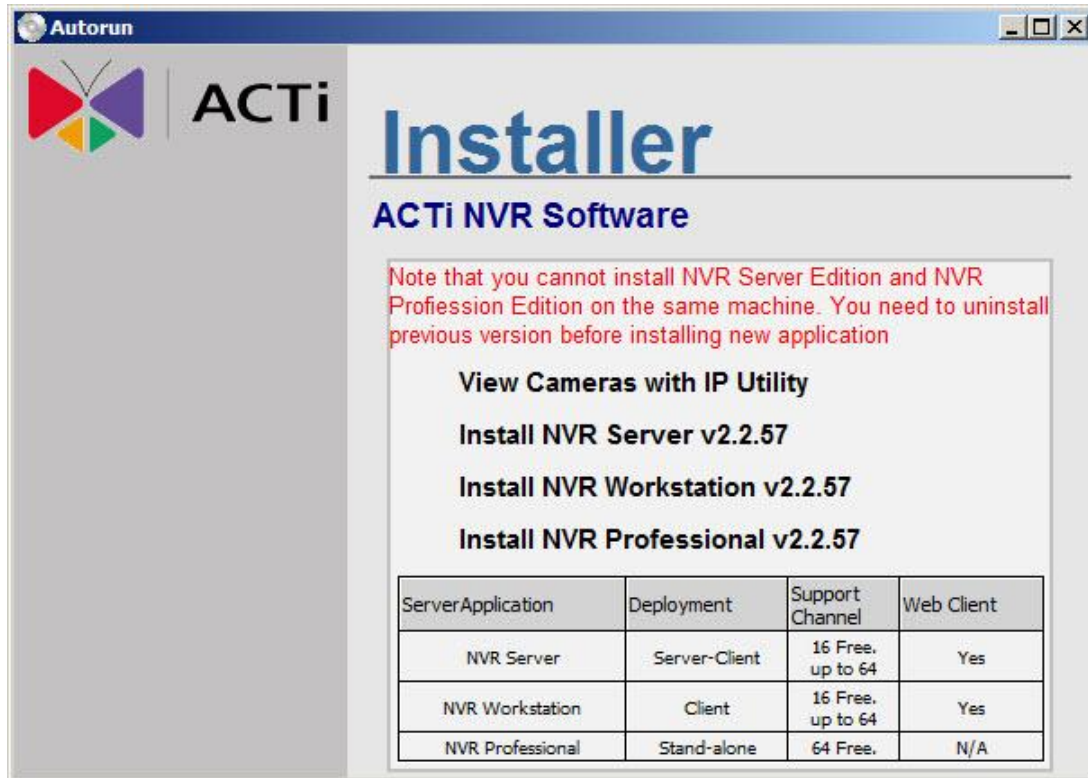 Autorun
ACTi
Installer
ACTi NVR Software
Note that you cannot install NVR Server Edition and NVR
Profiession Edition on the same machine. You need to uninstall
previous version before installing new application
View Cameras with IP Utility
Install NVR Server v2.2.57
Install NVR Workstation v2.2.57
Install NVR Professional v2.2.57
ServerApplication Deployment Support Channel Web Client
NVR Server Server-Client 16 Free. up to 64 Yes
NVR Workstation Client 16 Free. up to 64 Yes
NVR Professional Stand-alone 64 Free. N/A